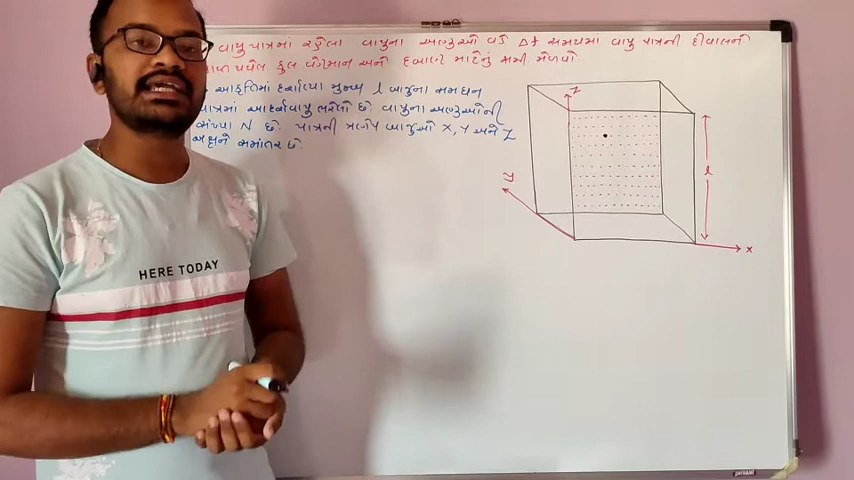 વાયુ પાત્રમાં રહેલા વાયુના અણુઓ વડે Δt સમયમાં વાયુ પાત્રની દીવાલને
કુલ વેગમાન અને દબાણ માટેનું સમી મેળવો
આકૃતિમાં દર્શાવ્યા મુજબ l બાજુના સમઘન
પાત્રમાં આદર્શવાયુ ભરેલો છે. વાયુના અણુઓની
સંખ્યા N છે. પાત્રની ત્રણેય બાજુઓ X, Y અને Z
અક્ષને સમાંતર છે.
z
y
l
x
HERE TODAY